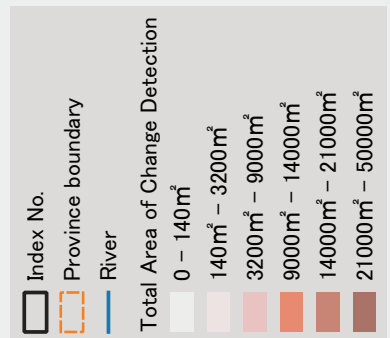 Index No.
Province boundary
River
Total Area of Change Detection
0 - 140㎡
140㎡ - 3200㎡
3200㎡ - 9000㎡
9000㎡ - 14000㎡
14000㎡ - 21000㎡
21000㎡ - 50000㎡